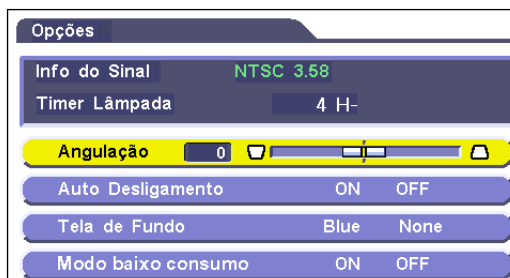 Opções
Info do Sinal NTSC 3.58
Timer Lâmpada 4 H-
Angulação 0
Auto Desligamento ON OFF
Tela de Fundo Blue None
Modo baixo consumo ON OFF